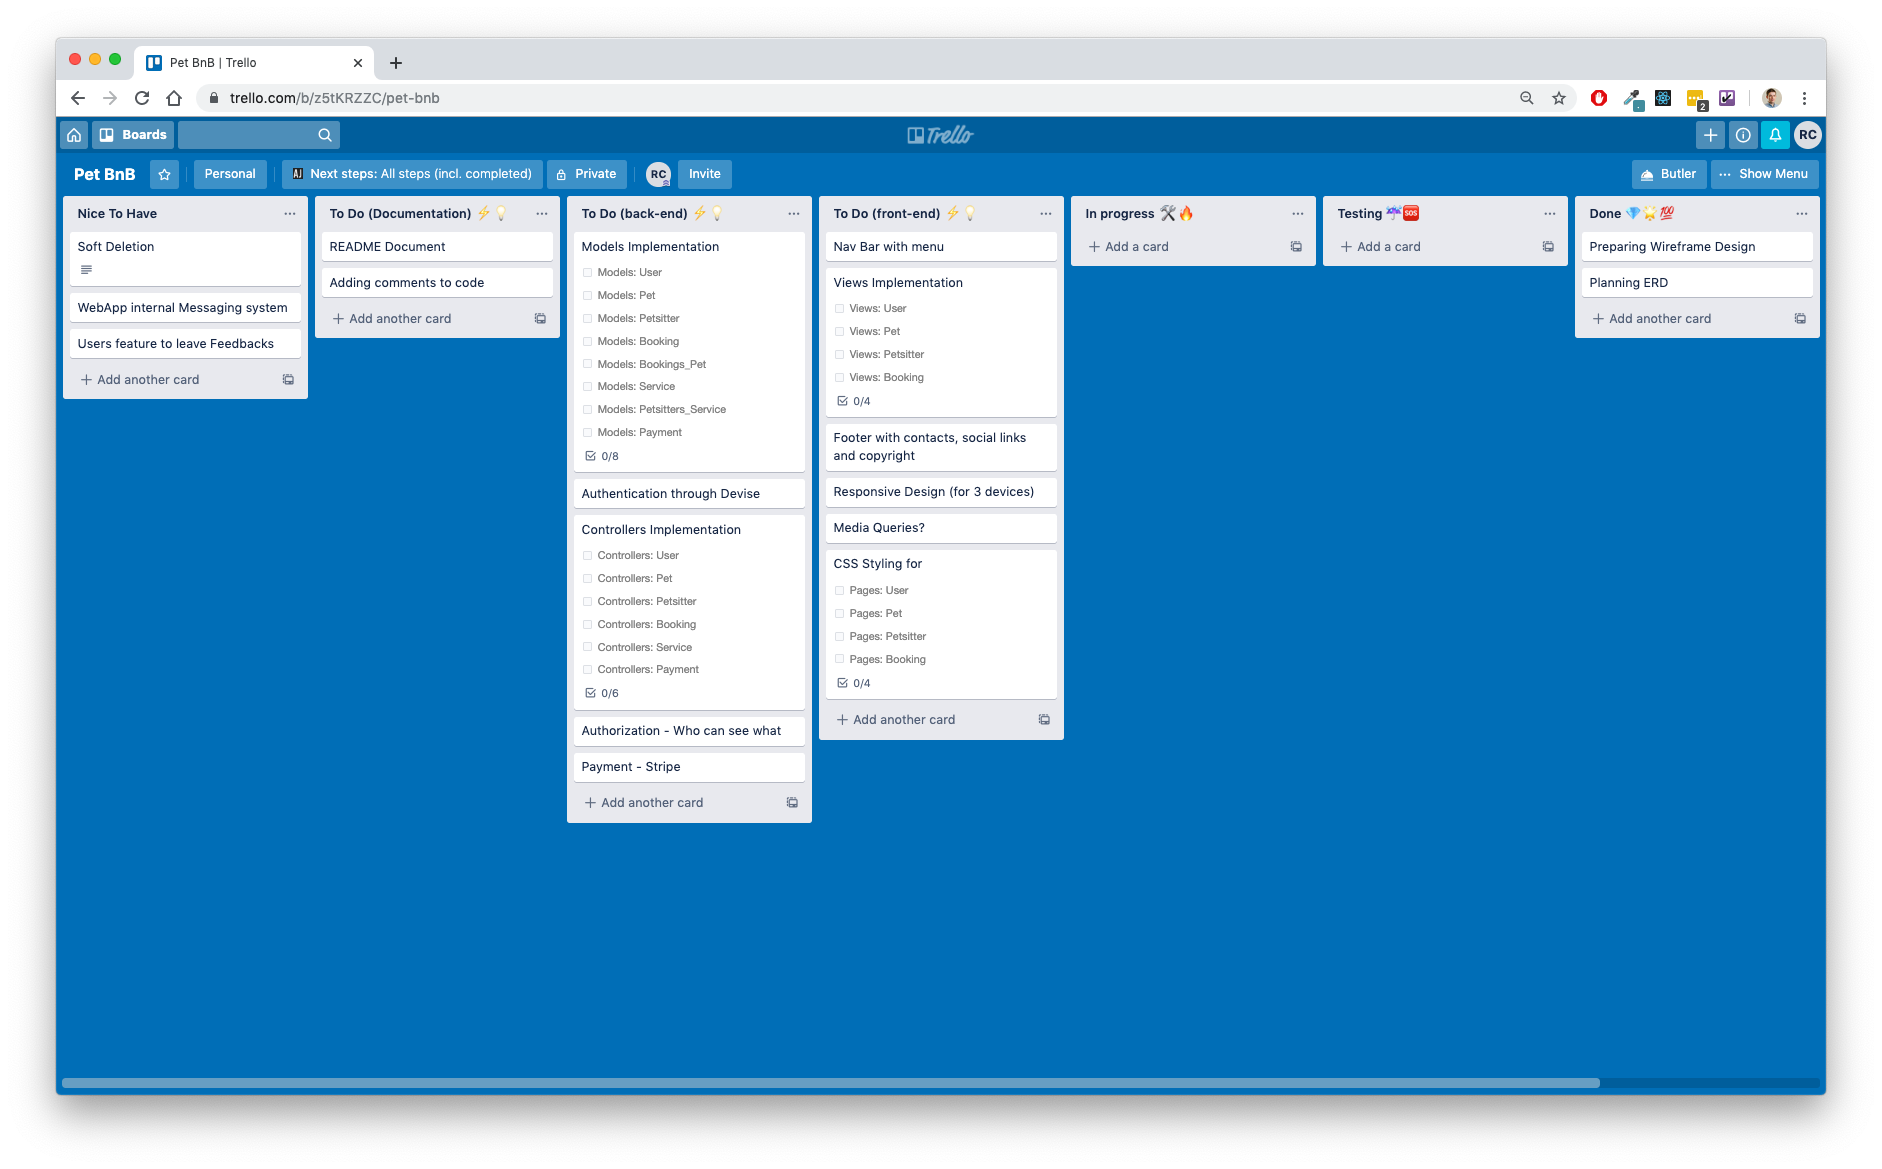 Pet BnB | Trello
trello.com/b/z5tKRZZC/pet-bnb
2
Boards
Trello
RC
Pet BnB
Personal
AJ Next steps: All steps (incl. completed)
Private
RC
Invite
Butler
Show Menu
Nice To Have
Soft Deletion
WebApp internal Messaging system
Users feature to leave Feedbacks
Add another card
To Do (Documentation) ⚡💡
README Document
Adding comments to code
Add another card
To Do (back-end) ⚡💡
Models Implementation
Models: User
Models: Pet
Models: Petsitter
Models: Booking
Models: Bookings_Pet
Models: Service
Models: Petsitters_Service
Models: Payment
0/8
Authentication through Devise
Controllers Implementation
Controllers: User
Controllers: Pet
Controllers: Petsitter
Controllers: Booking
Controllers: Service
Controllers: Payment
0/6
Authorization - Who can see what
Payment - Stripe
Add another card
To Do (front-end) ⚡💡
Nav Bar with menu
Views Implementation
Views: User
Views: Pet
Views: Petsitter
Views: Booking
0/4
Footer with contacts, social links
and copyright
Responsive Design (for 3 devices)
Media Queries?
CSS Styling for
Pages: User
Pages: Pet
Pages: Petsitter
Pages: Booking
0/4
Add another card
In progress 🛠🔥
Add a card
Testing ☔🆘
Add a card
Done 💎🌟💯
Preparing Wireframe Design
Planning ERD
Add another card